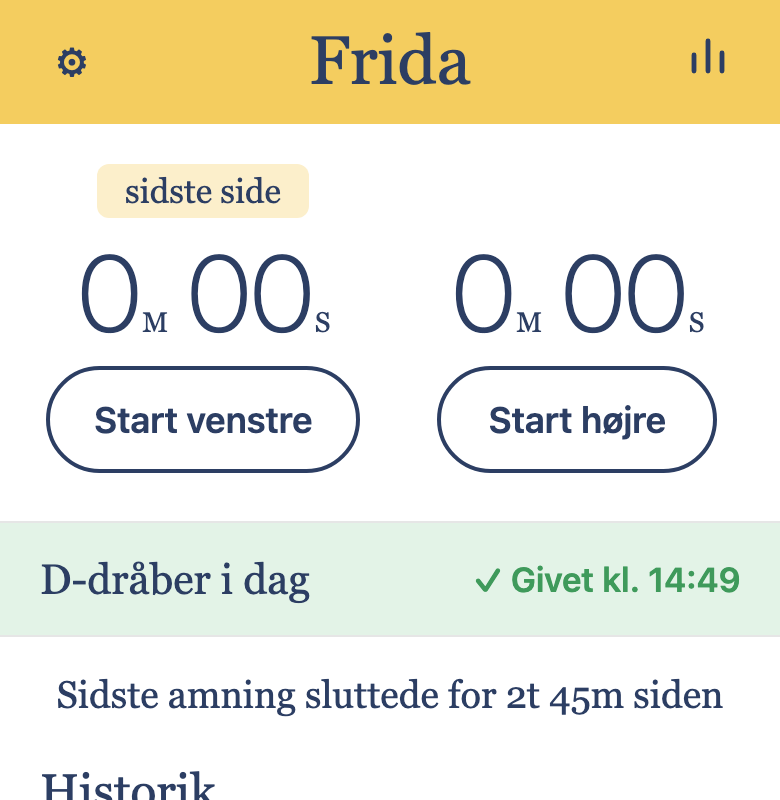 Frida
sidste side
0M 00S 0M 00S
Start venstre Start højre
D-dråber i dag ✓ Givet kl. 14:49
Sidste amning sluttede for 2t 45m siden
Historik